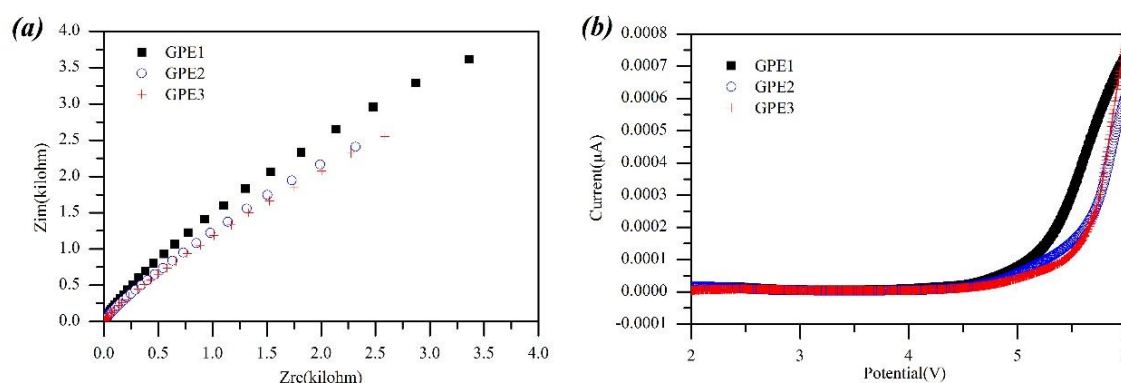 (a)
4.0
3.5
3.0
2.5
2.0
1.5
1.0
0.5
0.0
Zim(kilohm)
GPE1
GPE2
GPE3
0.0 0.5 1.0 1.5 2.0 2.5 3.0 3.5 4.0
Zre(kilohm)
(b)
0.0008
0.0007
0.0006
0.0005
0.0004
0.0003
0.0002
0.0001
0.0000
-0.0001
Current(μA)
GPE1
GPE2
GPE3
2 3 4 5
Potential(V)